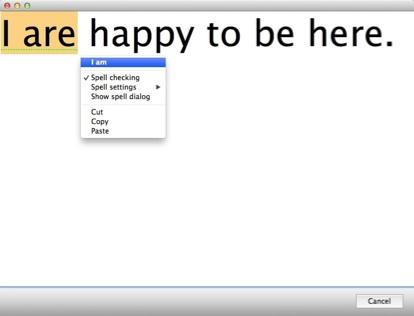 I are happy to be here.
I am
Spell checking
Spell settings
Show spell dialog
Cut
Copy
Paste
Cancel